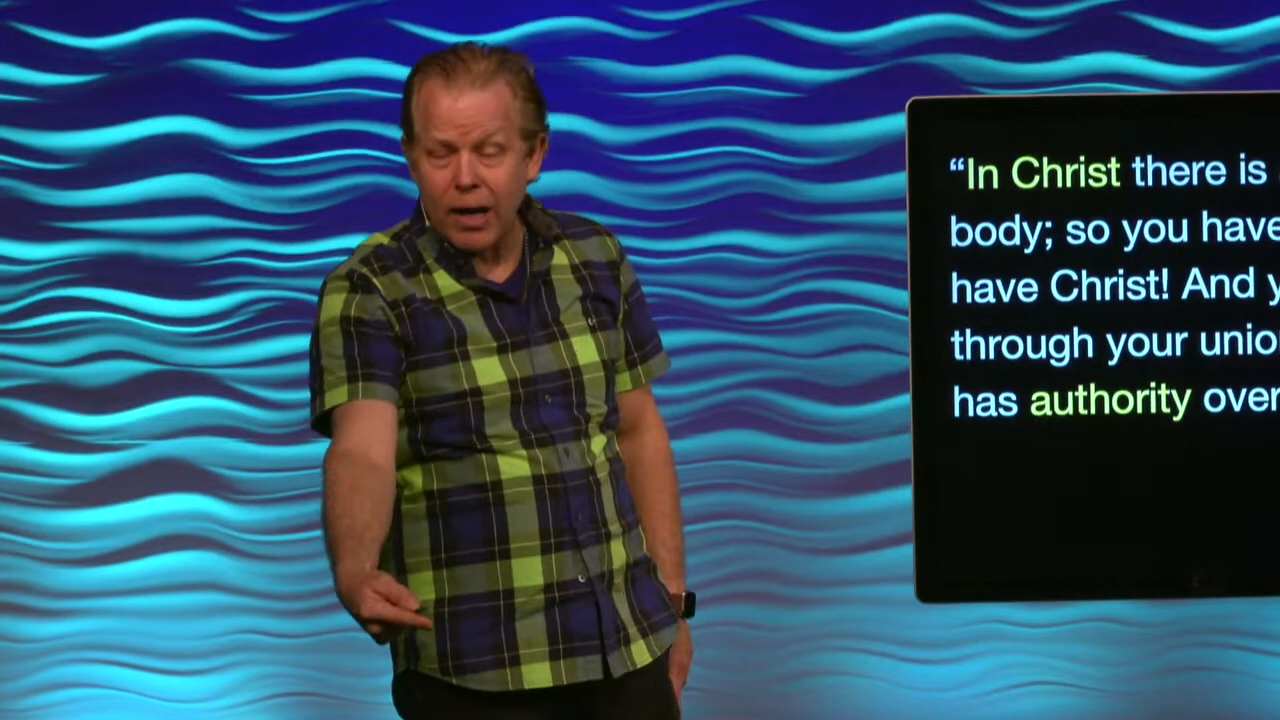 “In Christ there is
body; so you have
have Christ! And y
through your unio
has authority over